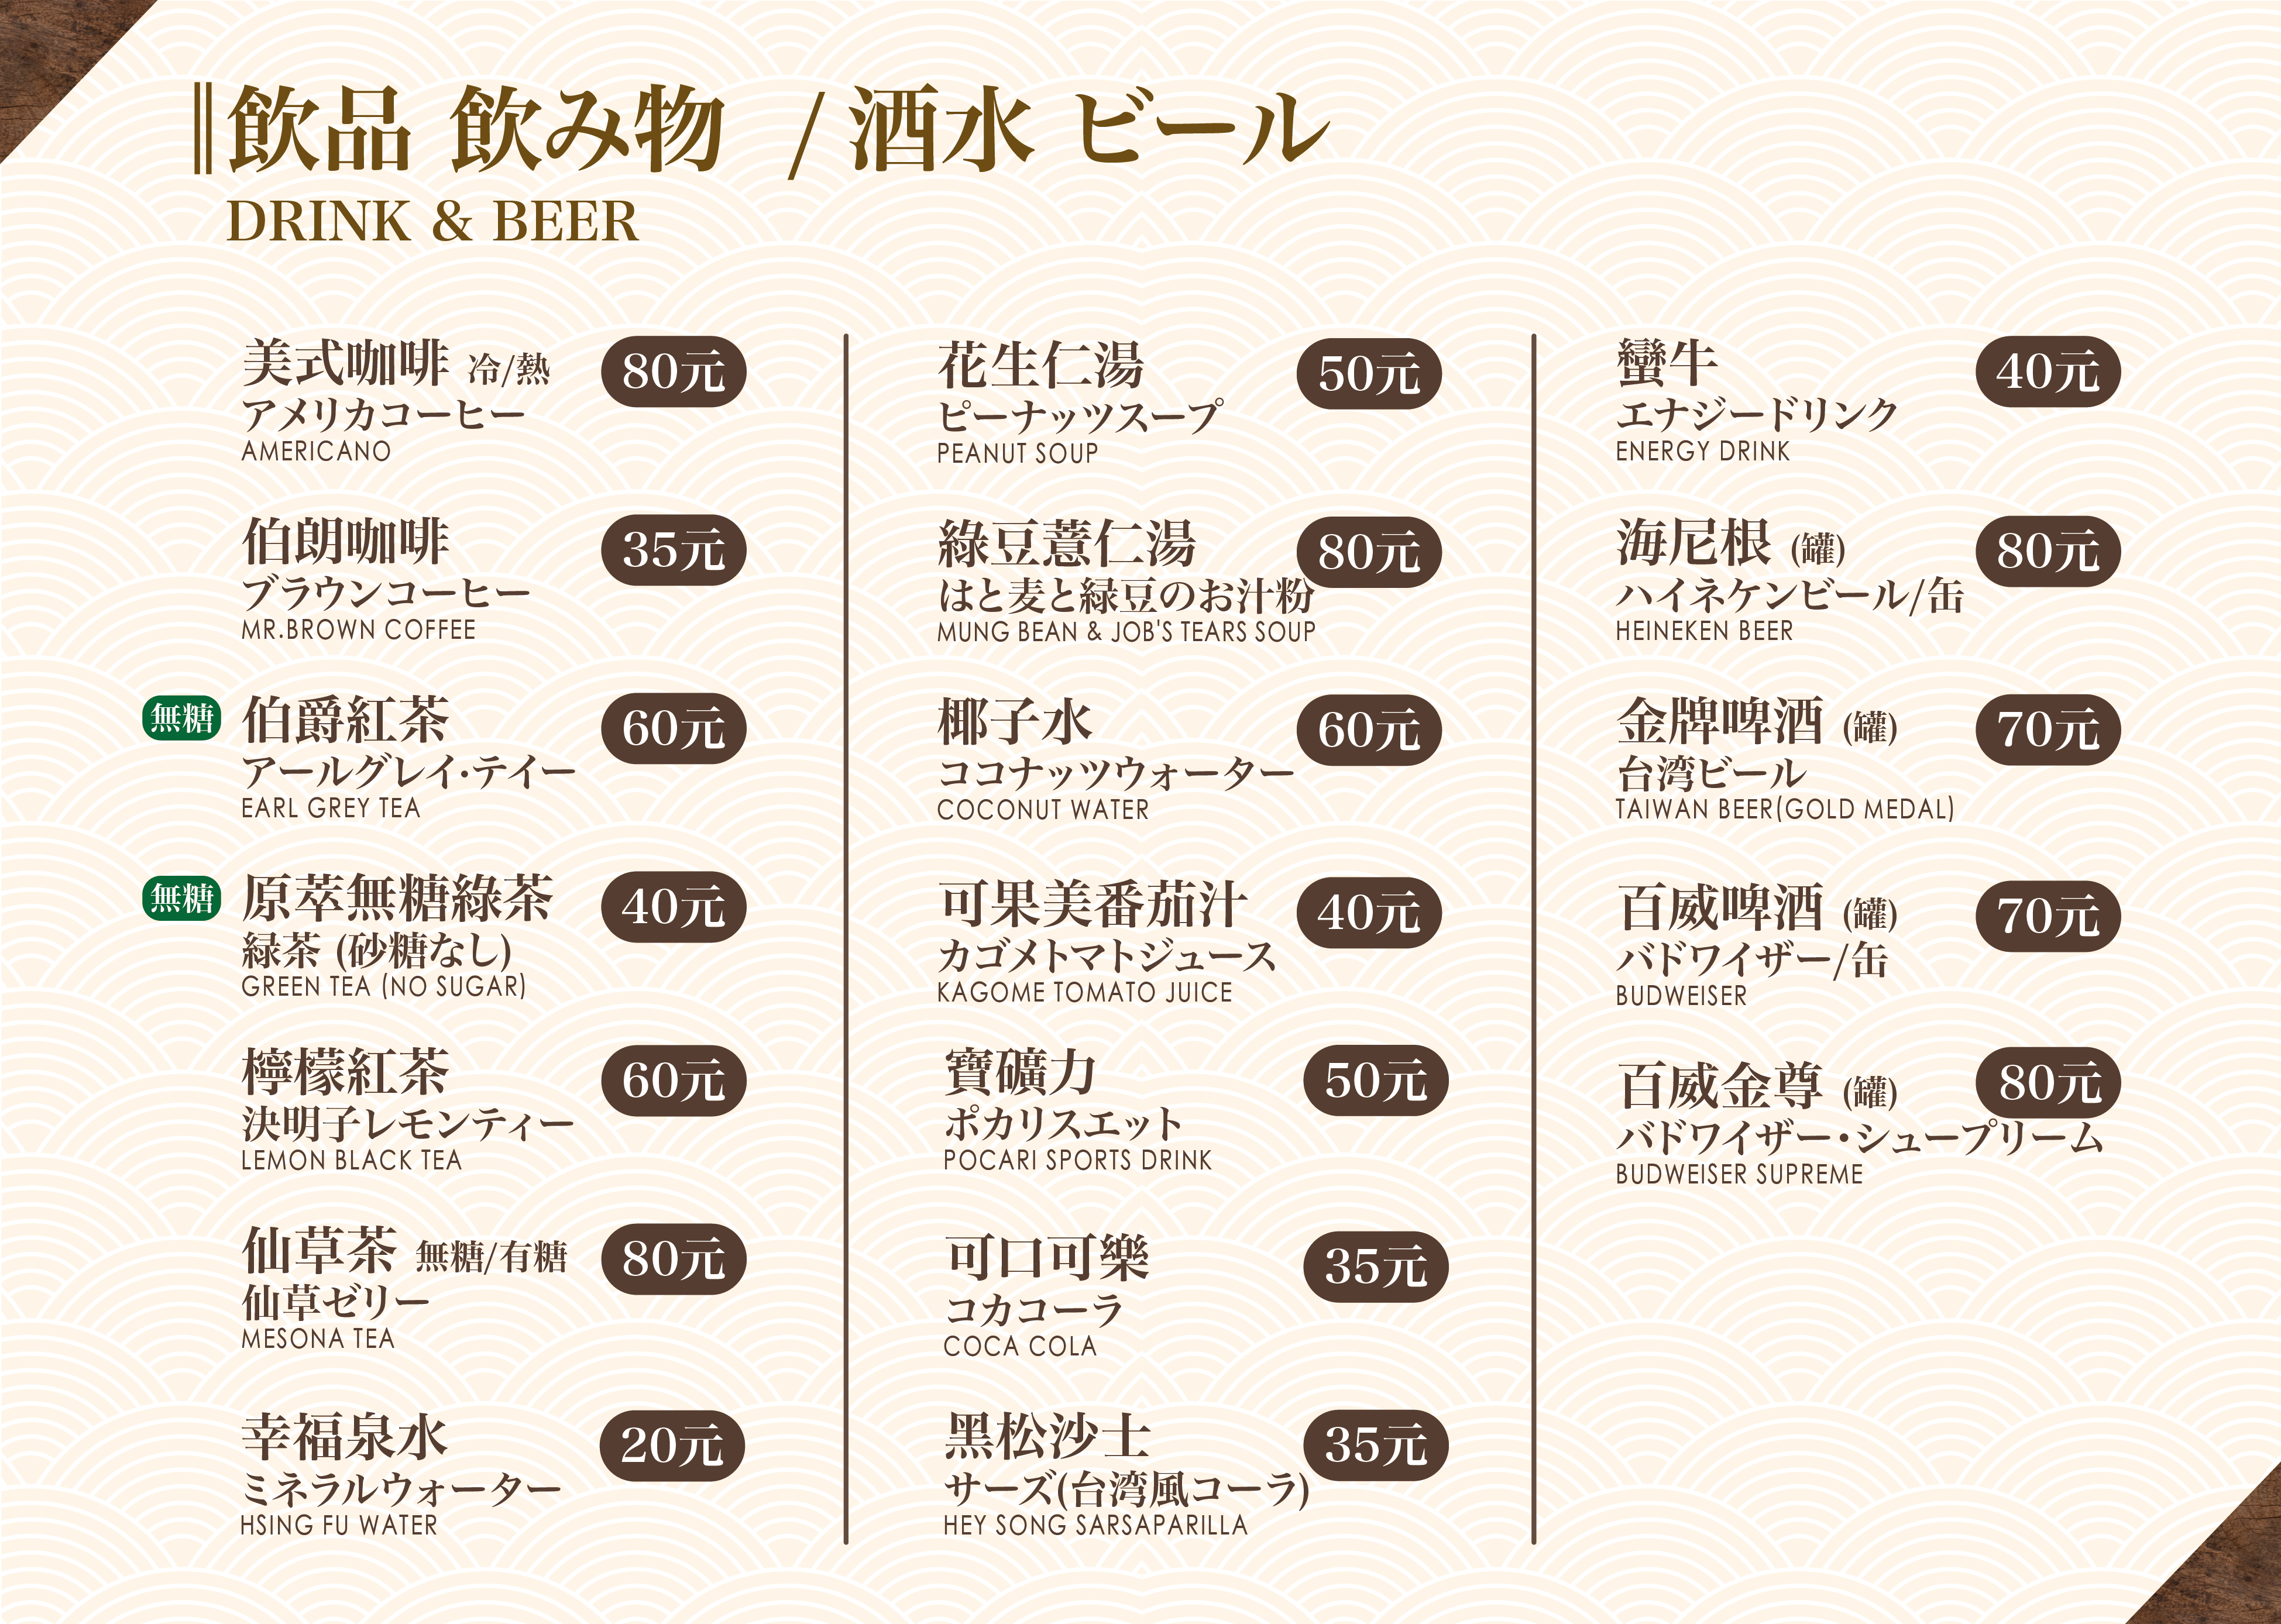 飲品 飲み物 / 酒水 ビール
DRINK & BEER
美式咖啡 冷/熱 80元
アメリカコーヒー
AMERICANO
伯朗咖啡 35元
ブラウンコーヒー
MR.BROWN COFFEE
無糖 伯爵紅茶 60元
アールグレイ·テイー
EARL GREY TEA
無糖 原萃無糖綠茶 40元
緑茶 (砂糖なし)
GREEN TEA (NO SUGAR)
檸檬紅茶 60元
決明子レモンティー
LEMON BLACK TEA
仙草茶 無糖/有糖 80元
仙草ゼリー
MESONA TEA
幸福泉水 20元
ミネラルウォーター
HSING FU WATER
花生仁湯 50元
ピーナッツスープ
PEANUT SOUP
綠豆薏仁湯 80元
はと麦と緑豆のお汁粉
MUNG BEAN & JOB'S TEARS SOUP
椰子水 60元
ココナッツウォーター
COCONUT WATER
可果美番茄汁 40元
カゴメトマトジュース
KAGOME TOMATO JUICE
寶礦力 50元
ポカリスエット
POCARI SPORTS DRINK
可口可樂 35元
コカコーラ
COCA COLA
黑松沙士 35元
サーズ(台湾風コーラ)
HEY SONG SARSAPARILLA
蠻牛 40元
エナジードリンク
ENERGY DRINK
海尼根 (罐) 80元
ハイネケンビール/缶
HEINEKEN BEER
金牌啤酒 (罐) 70元
台湾ビール
TAIWAN BEER(GOLD MEDAL)
百威啤酒 (罐) 70元
バドワイザー/缶
BUDWEISER
百威金尊 (罐) 80元
バドワイザー·シュープリーム
BUDWEISER SUPREME